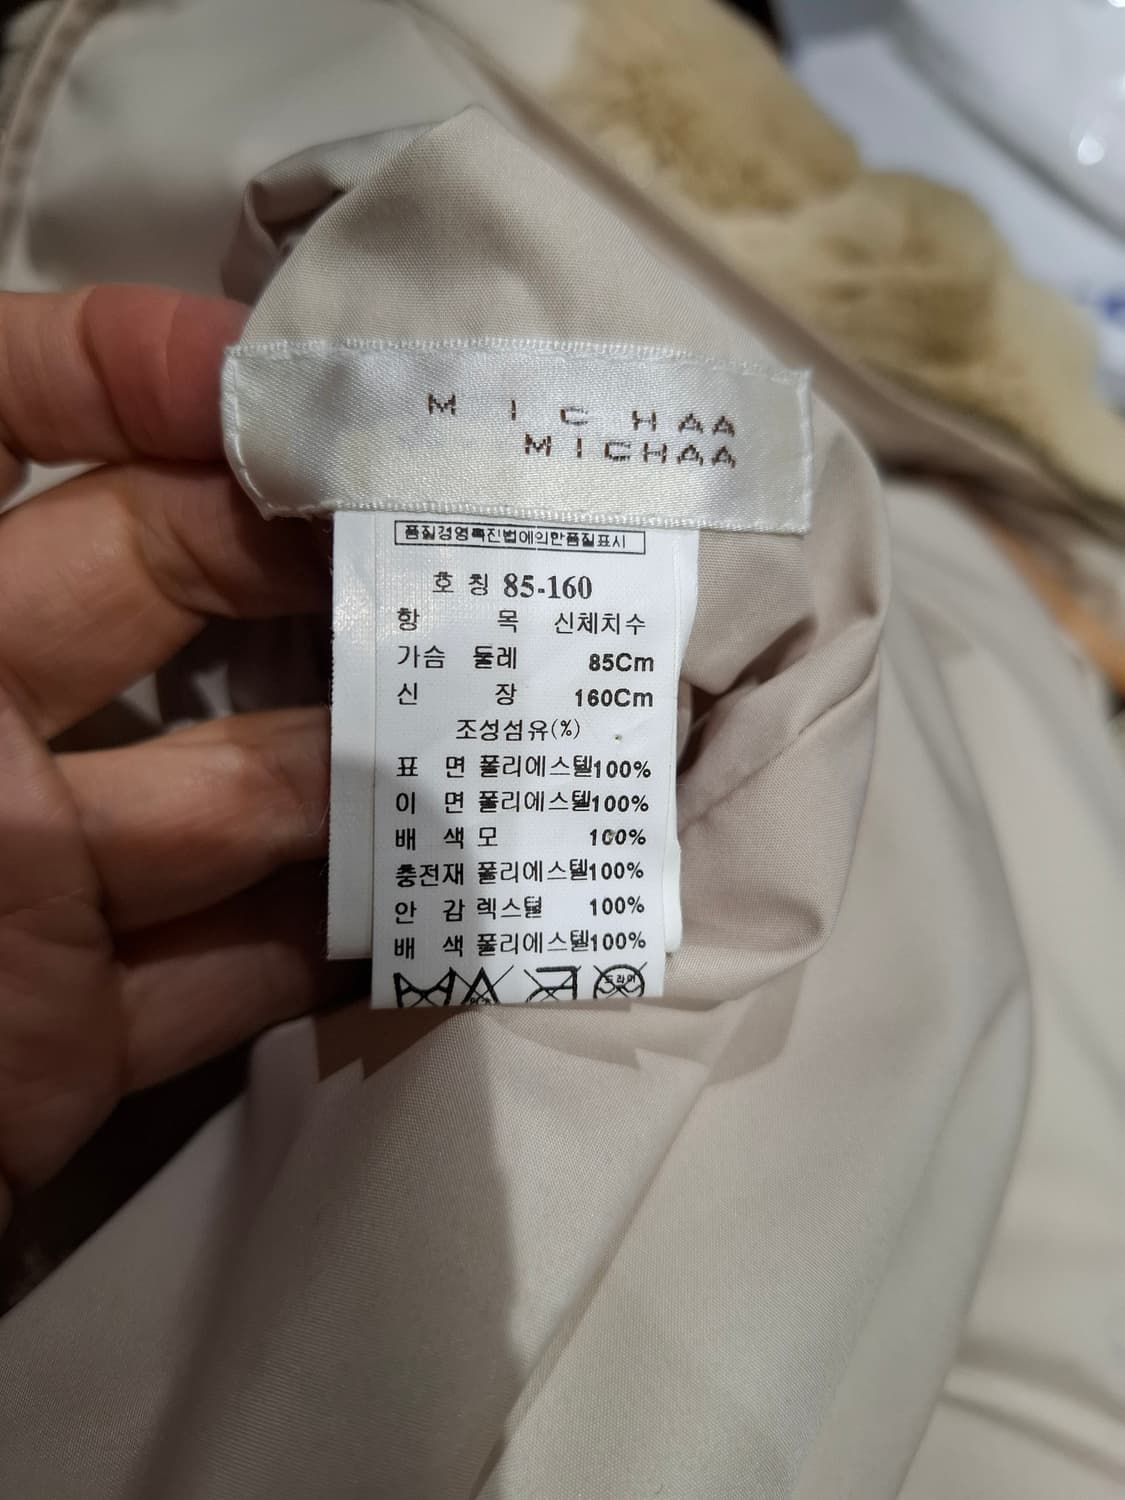 M I C HAA
MICHAA
품질경영촉진법에의한품질표시
호 칭 85-160
항 목 신체치수
가슴 둘레 85Cm
신 장 160Cm
조성섬유(%)
표 면 폴리에스텔100%
이 면 폴리에스텔100%
배 색 모 100%
충전재 폴리에스텔100%
안 감 렉스텔 100%
배 색 폴리에스텔100%
드라이